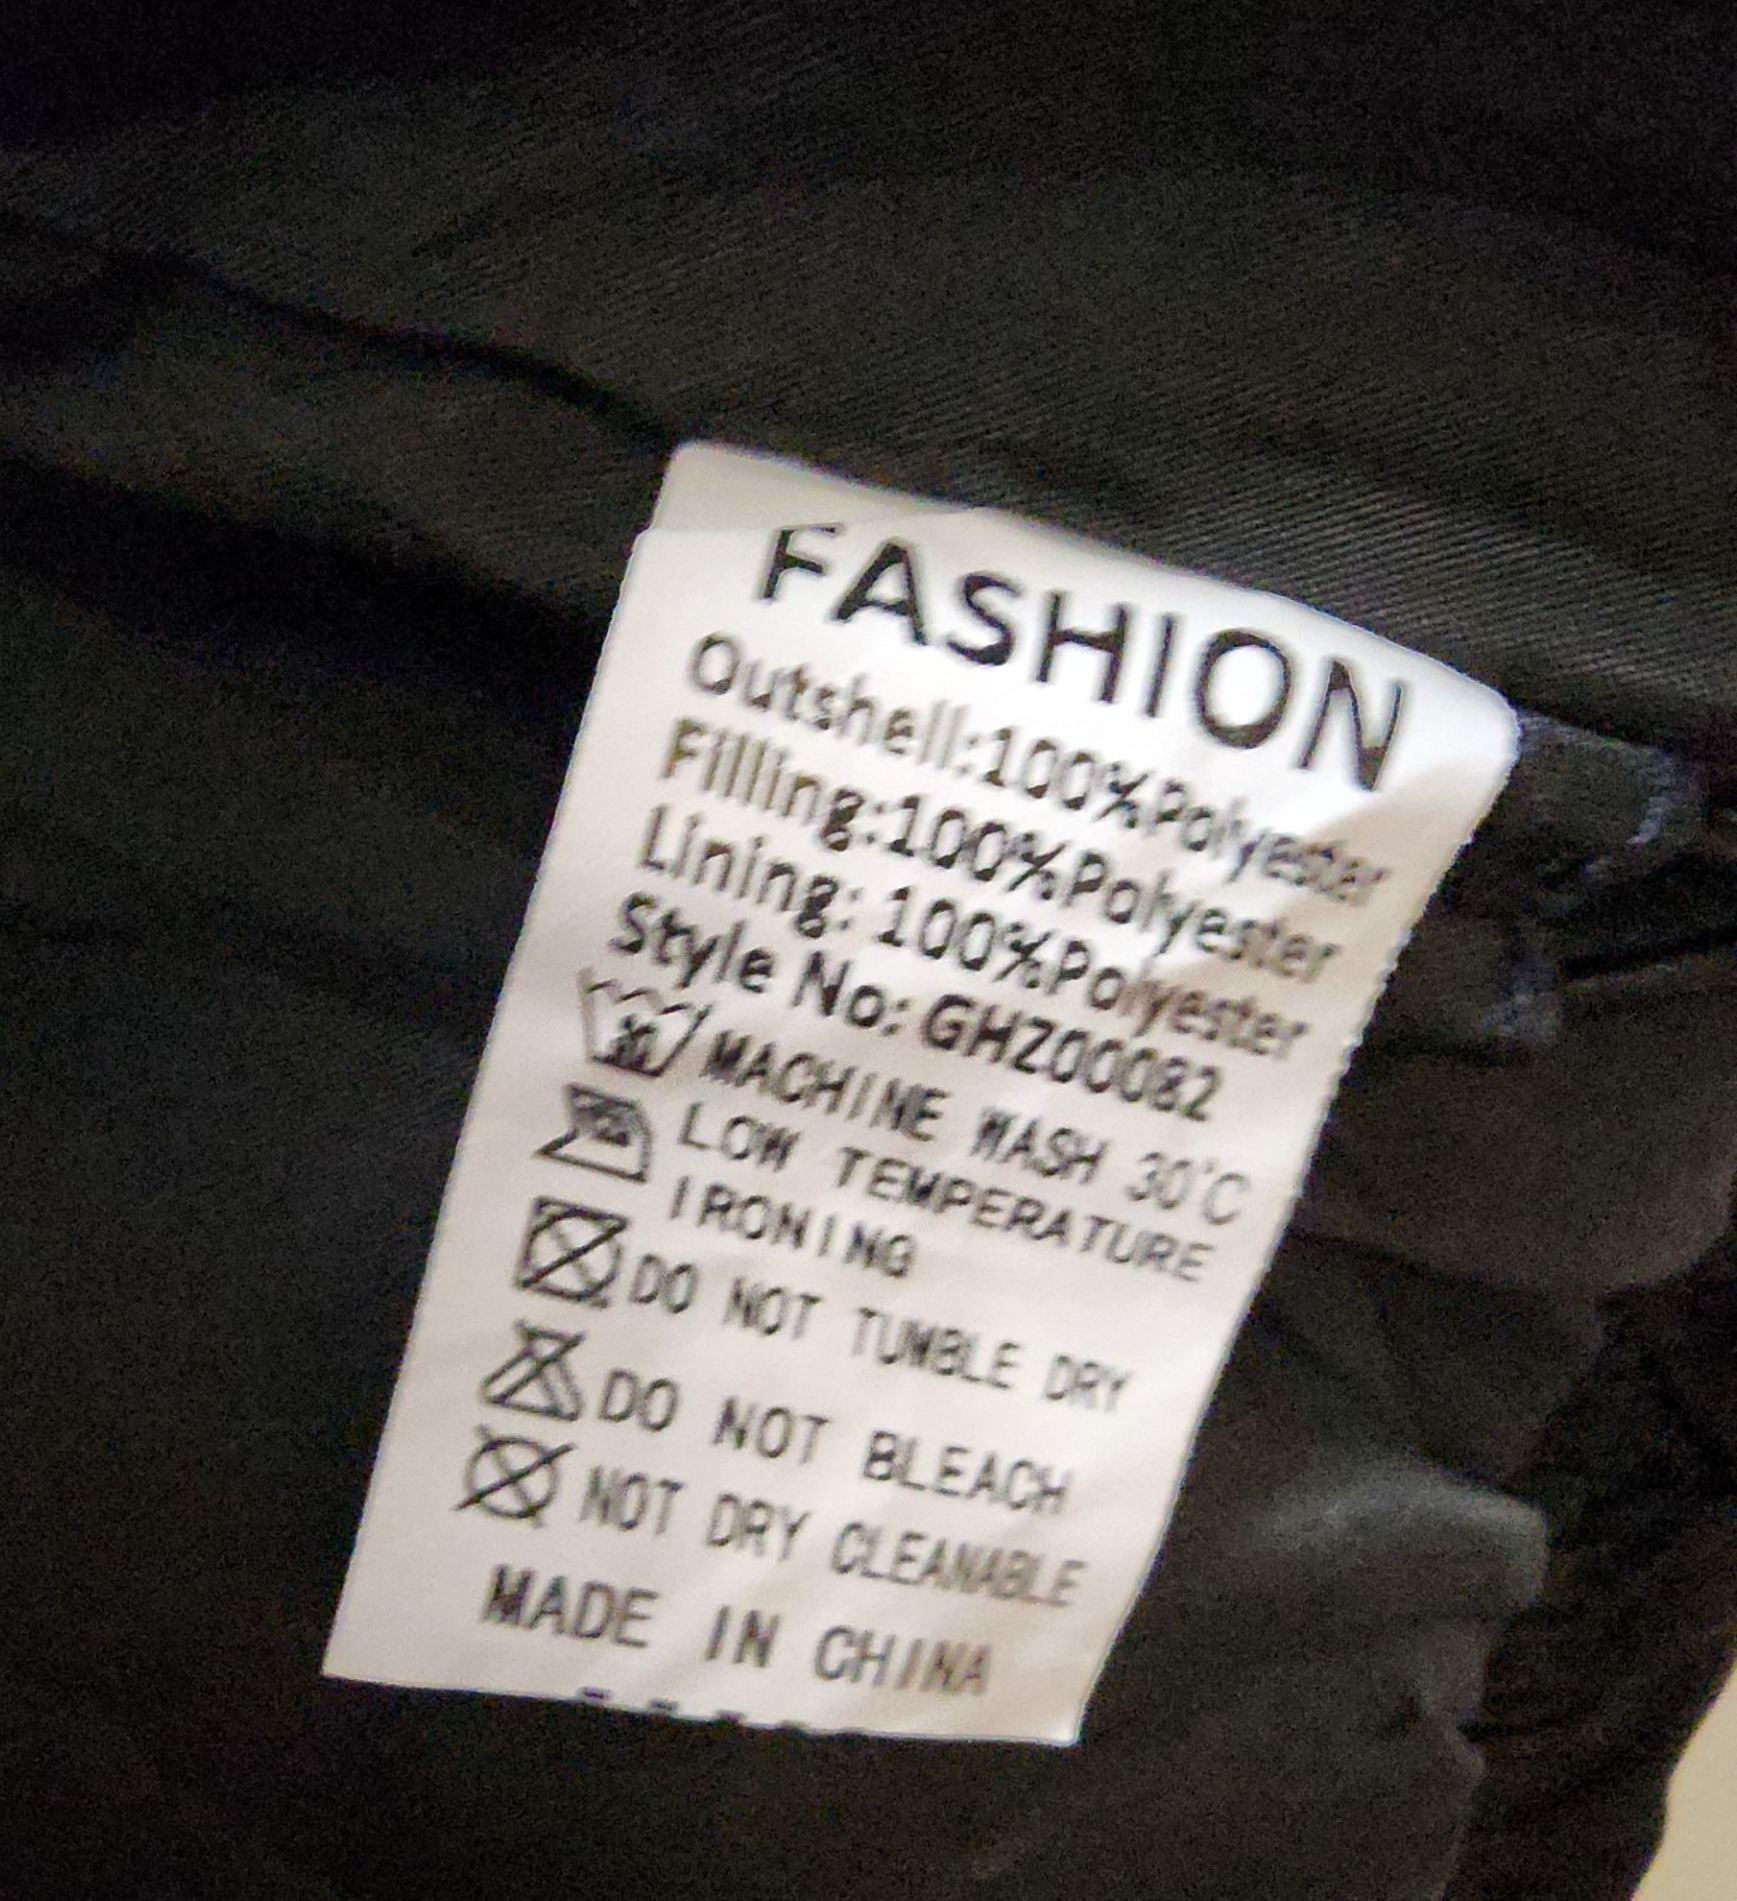 FASHION
Outshell:100%Polyester
Filling:100%Polyester
Lining: 100%Polyester
Style No: GHZ00082
30 MACHINE WASH 30°C
LOW TEMPERATURE
IRONING
DO NOT TUMBLE DRY
DO NOT BLEACH
NOT DRY CLEANABLE
MADE IN CHINA